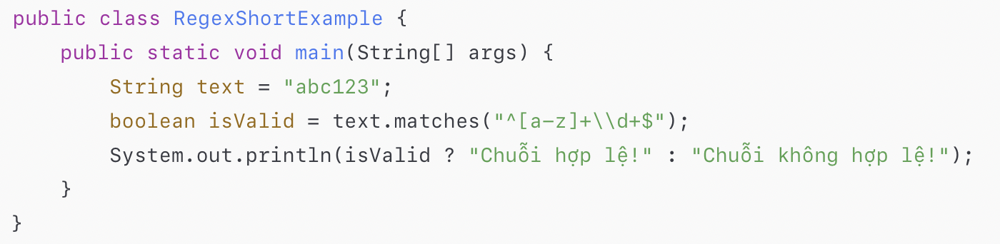 public class RegexShortExample {
    public static void main(String[] args) {
        String text = "abc123";
        boolean isValid = text.matches("^[a-z]+\\d+$");
        System.out.println(isValid ? "Chuỗi hợp lệ!" : "Chuỗi không hợp lệ!");
    }
}